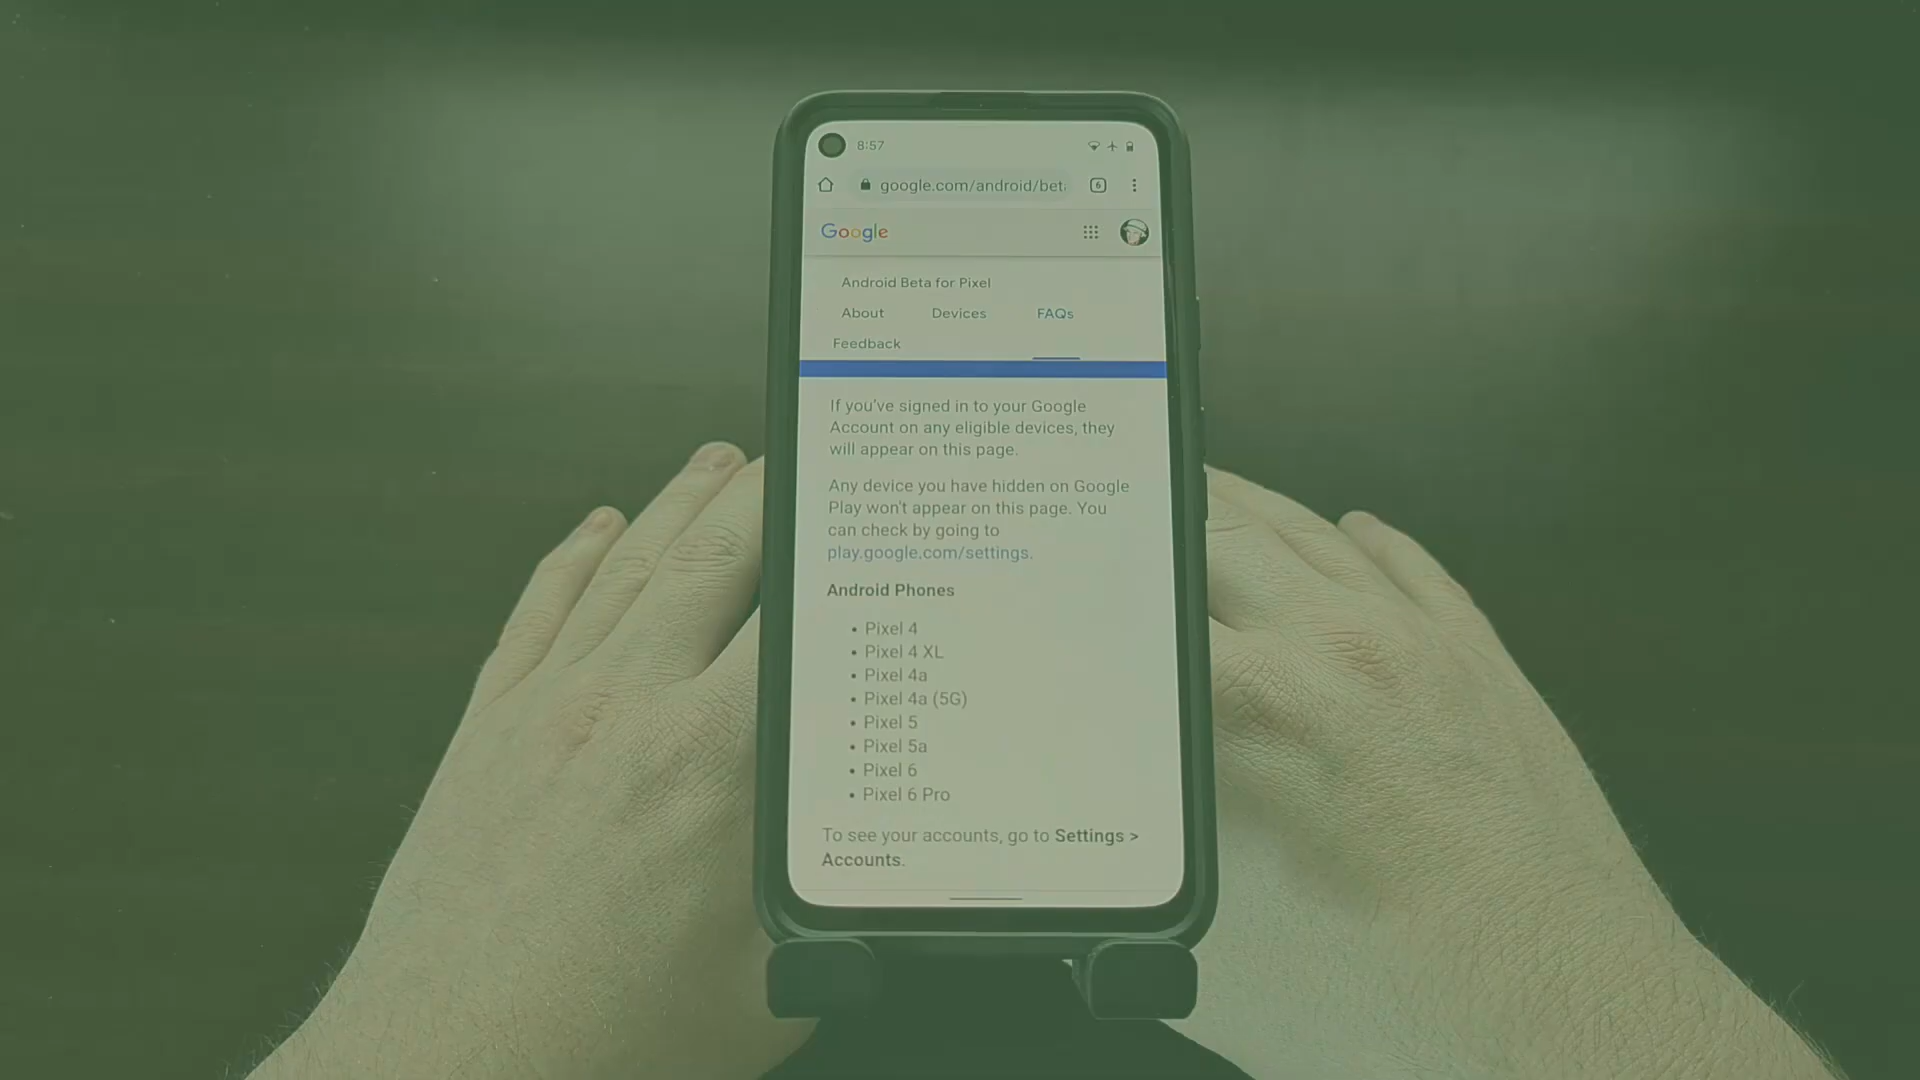 8:57
google.com/android/bet
6
Google
Android Beta for Pixel
About Devices FAQs
Feedback
If you've signed in to your Google
Account on any eligible devices, they
will appear on this page.
Any device you have hidden on Google
Play won't appear on this page. You
can check by going to
play.google.com/settings.
Android Phones
• Pixel 4
• Pixel 4 XL
• Pixel 4a
• Pixel 4a (5G)
• Pixel 5
• Pixel 5a
• Pixel 6
• Pixel 6 Pro
To see your accounts, go to Settings >
Accounts.